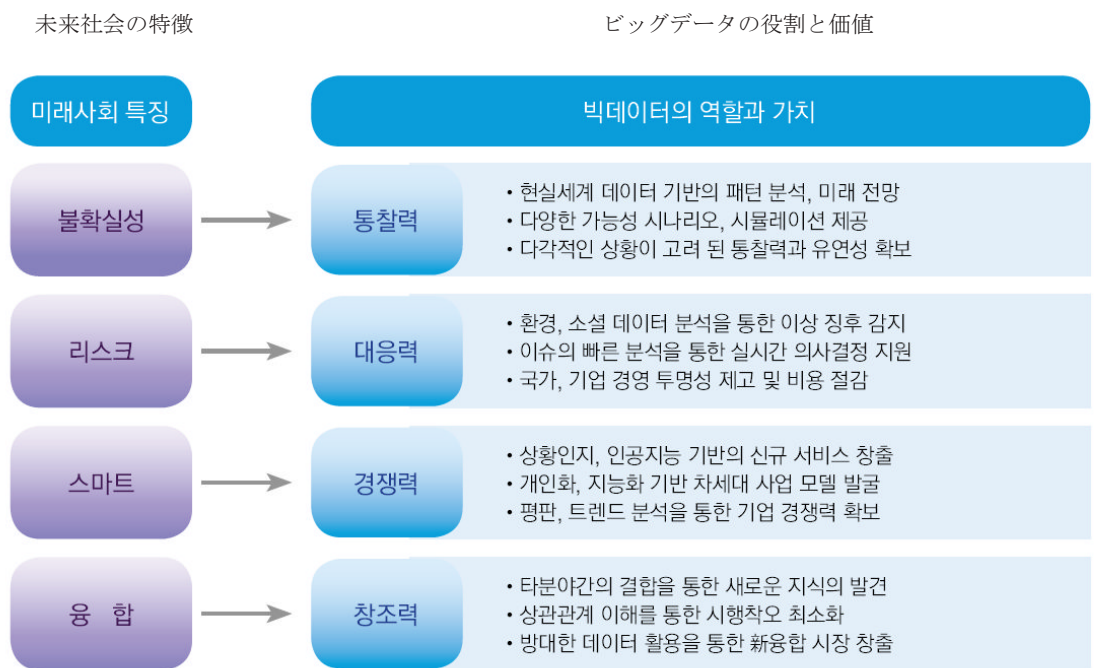 未来社会の特徴
ビッグデータの役割と価値
미래사회 특징
빅데이터의 역할과 가치
불확실성
통찰력
• 현실세계 데이터 기반의 패턴 분석, 미래 전망
• 다양한 가능성 시나리오, 시뮬레이션 제공
• 다각적인 상황이 고려 된 통찰력과 유연성 확보
리스크
대응력
• 환경, 소셜 데이터 분석을 통한 이상 징후 감지
• 이슈의 빠른 분석을 통한 실시간 의사결정 지원
• 국가, 기업 경영 투명성 제고 및 비용 절감
스마트
경쟁력
• 상황인지, 인공지능 기반의 신규 서비스 창출
• 개인화, 지능화 기반 차세대 사업 모델 발굴
• 평판, 트렌드 분석을 통한 기업 경쟁력 확보
융 합
창조력
• 타분야간의 결합을 통한 새로운 지식의 발견
• 상관관계 이해를 통한 시행착오 최소화
• 방대한 데이터 활용을 통한 新융합 시장 창출